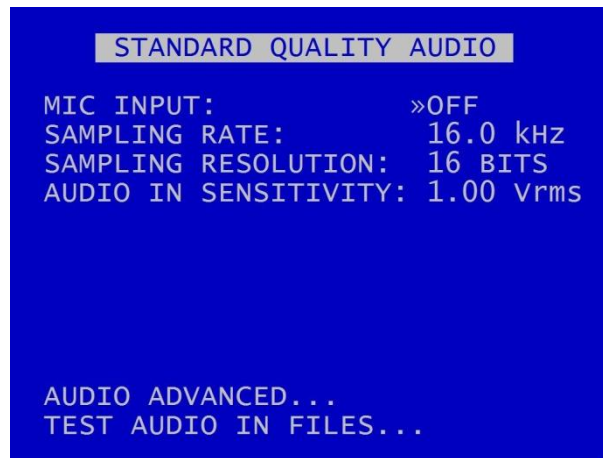 STANDARD QUALITY AUDIO
MIC INPUT: »OFF
SAMPLING RATE: 16.0 kHz
SAMPLING RESOLUTION: 16 BITS
AUDIO IN SENSITIVITY: 1.00 Vrms
AUDIO ADVANCED...
TEST AUDIO IN FILES...